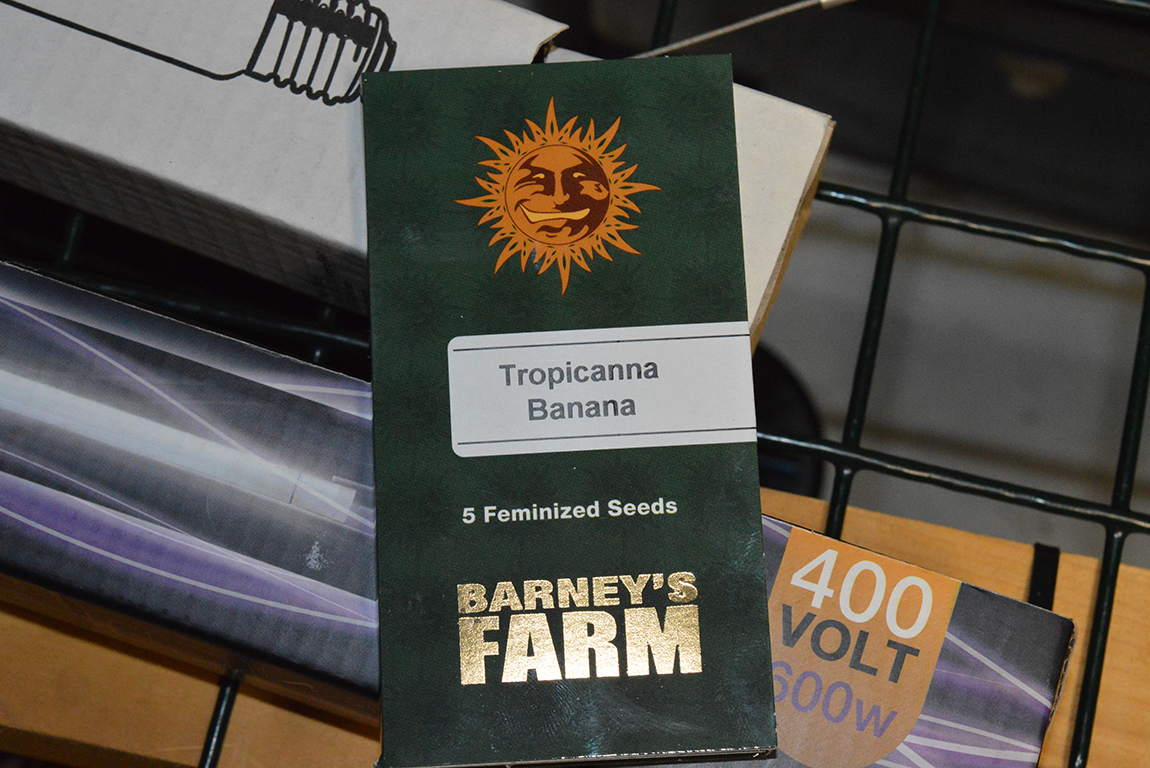 Tropicanna
Banana
5 Feminized Seeds
BARNEY'S
FARM
400
VOLT
600w